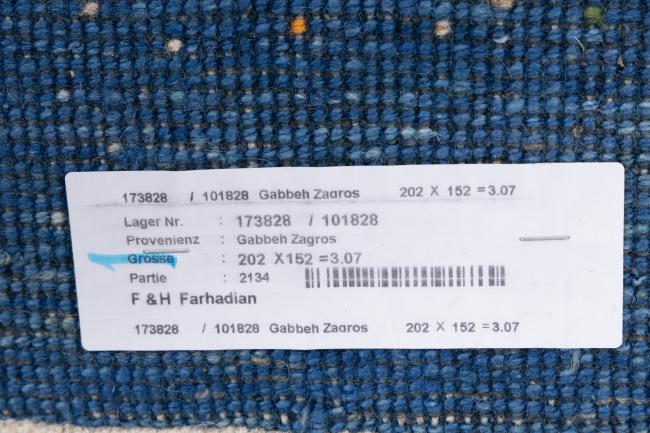 173828 / 101828 Gabbeh Zagros 202 X 152 =3.07
Lager Nr. : 173828 / 101828
Provenienz : Gabbeh Zagros
Grösse : 202 X152 =3.07
Partie : 2134
F &H Farhadian
173828 / 101828 Gabbeh Zagros 202 X 152 =3.07